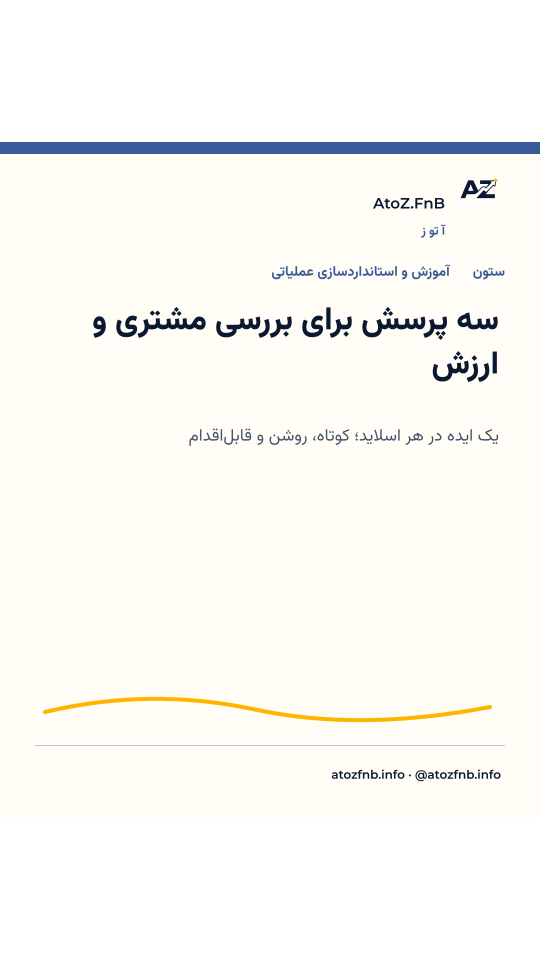 AZ
AtoZ.FnB
آ تو ز
ستون آموزش و استانداردسازی عملیاتی
سه پرسش برای بررسی مشتری و
ارزش
یک ایده در هر اسلاید؛ کوتاه، روشن و قابل‌اقدام
atozfnb.info · @atozfnb.info